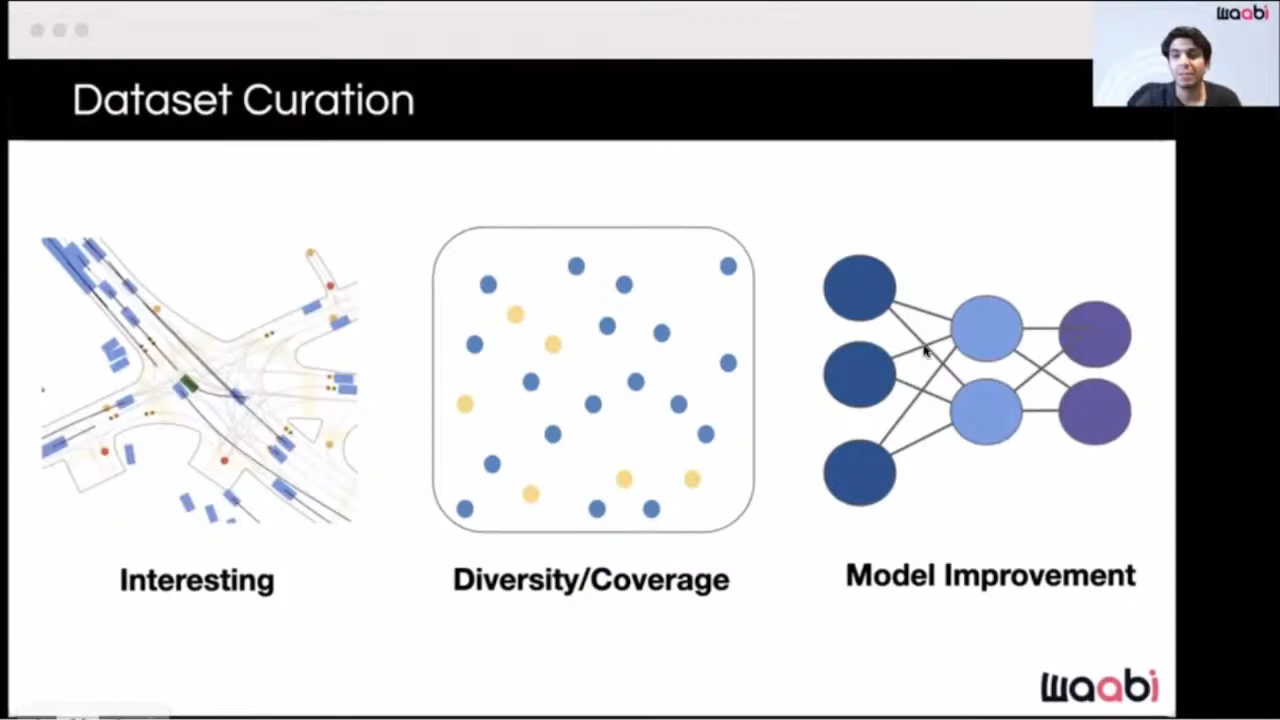 waabi
Dataset Curation
Interesting
Diversity/Coverage
Model Improvement
waabi